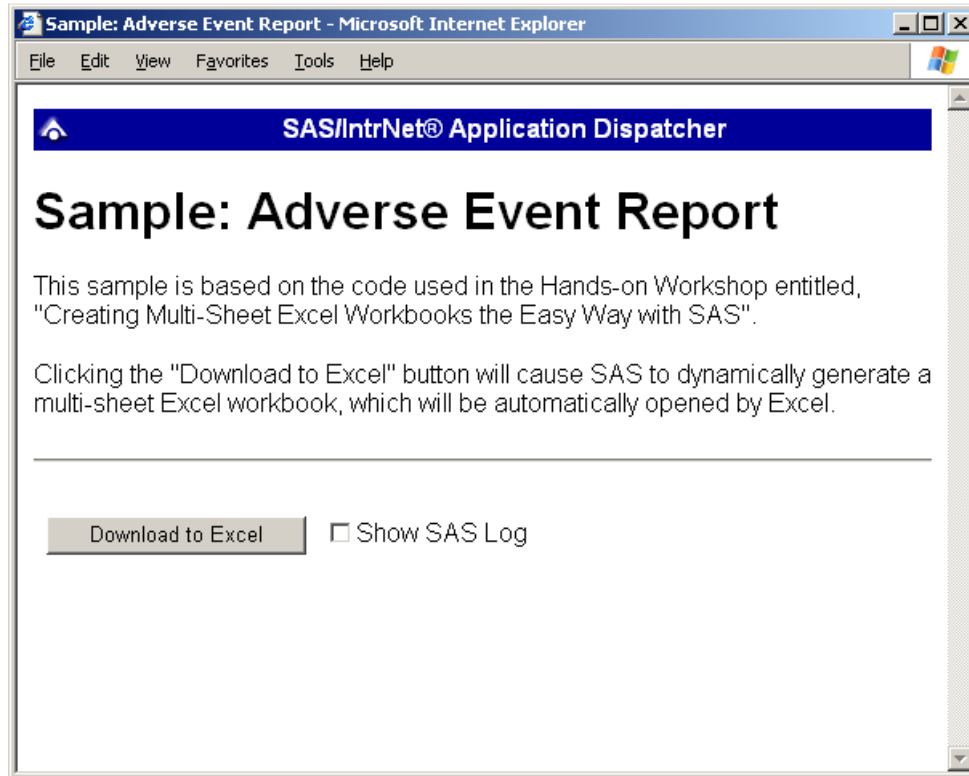 Sample: Adverse Event Report - Microsoft Internet Explorer
File Edit View Favorites Tools Help
SAS/IntrNet® Application Dispatcher
Sample: Adverse Event Report
This sample is based on the code used in the Hands-on Workshop entitled,
"Creating Multi-Sheet Excel Workbooks the Easy Way with SAS".
Clicking the "Download to Excel" button will cause SAS to dynamically generate a
multi-sheet Excel workbook, which will be automatically opened by Excel.
Download to Excel Show SAS Log